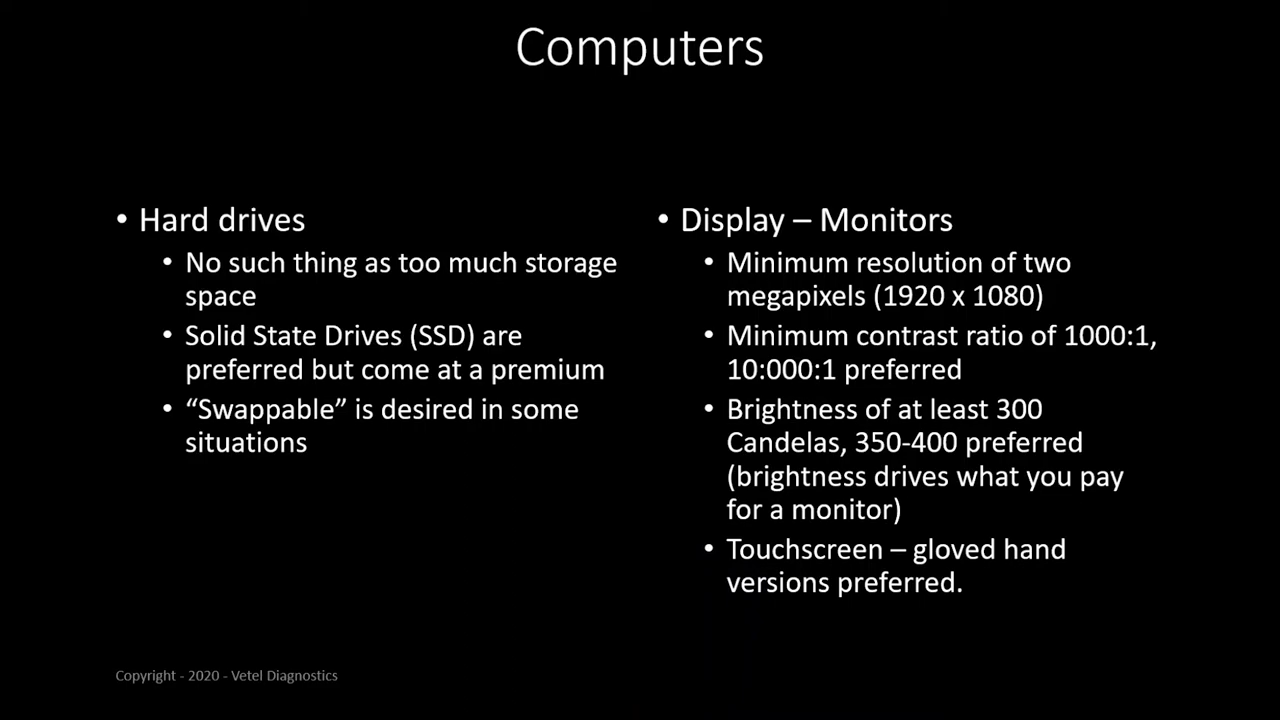 Computers
• Hard drives
• No such thing as too much storage
space
• Solid State Drives (SSD) are
preferred but come at a premium
• “Swappable” is desired in some
situations
• Display – Monitors
• Minimum resolution of two
megapixels (1920 x 1080)
• Minimum contrast ratio of 1000:1,
10:000:1 preferred
• Brightness of at least 300
Candelas, 350-400 preferred
(brightness drives what you pay
for a monitor)
• Touchscreen – gloved hand
versions preferred.
Copyright - 2020 - Vetel Diagnostics